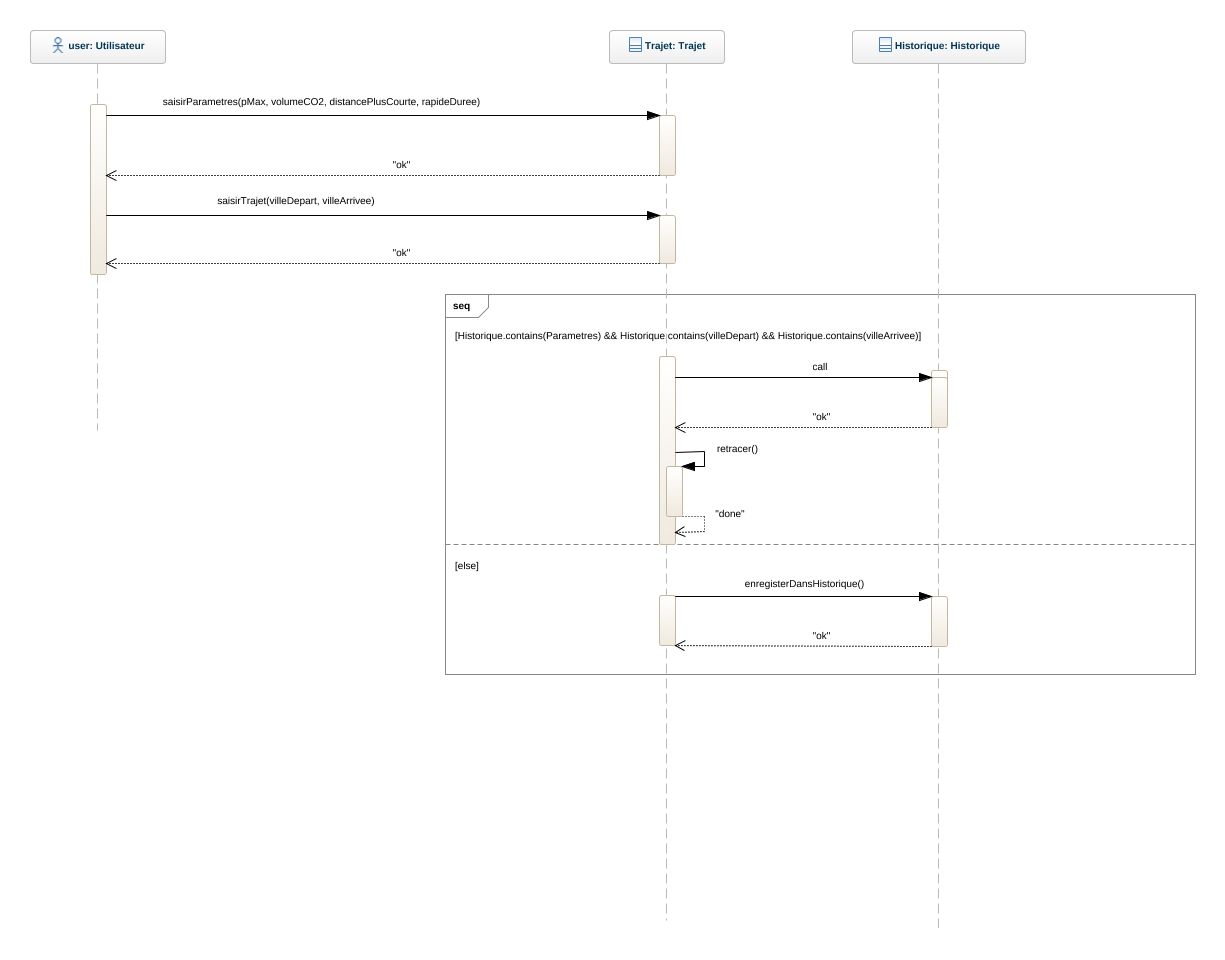 user: Utilisateur
Trajet: Trajet
Historique: Historique
saisirParametres(pMax, volumeCO2, distancePlusCourte, rapideDuree)
"ok"
saisirTrajet(villeDepart, villeArrivee)
"ok"
seq
[Historique.contains(Parametres) && Historique.contains(villeDepart) && Historique.contains(villeArrivee)]
call
"ok"
retracer()
"done"
[else]
enregisterDansHistorique()
"ok"